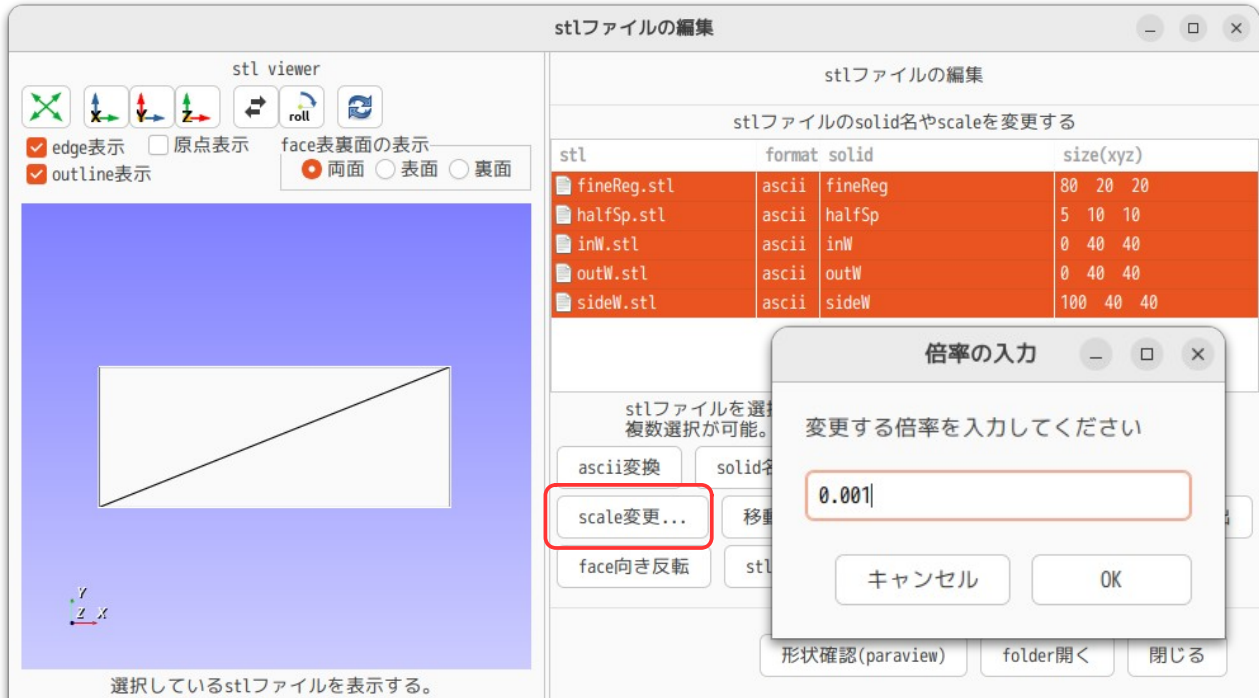 stlファイルの編集
stl viewer
X Y Z roll
edge表示 原点表示
outline表示
face表裏面の表示
両面 表面 裏面
Y
Z X
選択しているstlファイルを表示する。
stlファイルの編集
stlファイルのsolid名やscaleを変更する
stl format solid size(xyz)
fineReg.stl ascii fineReg 80 20 20
halfSp.stl ascii halfSp 5 10 10
inW.stl ascii inW 0 40 40
outW.stl ascii outW 0 40 40
sideW.stl ascii sideW 100 40 40
stlファイルを選
複数選択が可能。
ascii変換 solid名
scale変更... 移動
face向き反転 stl
倍率の入力
変更する倍率を入力してください
0.001
キャンセル OK
形状確認(paraview) folder開く 閉じる